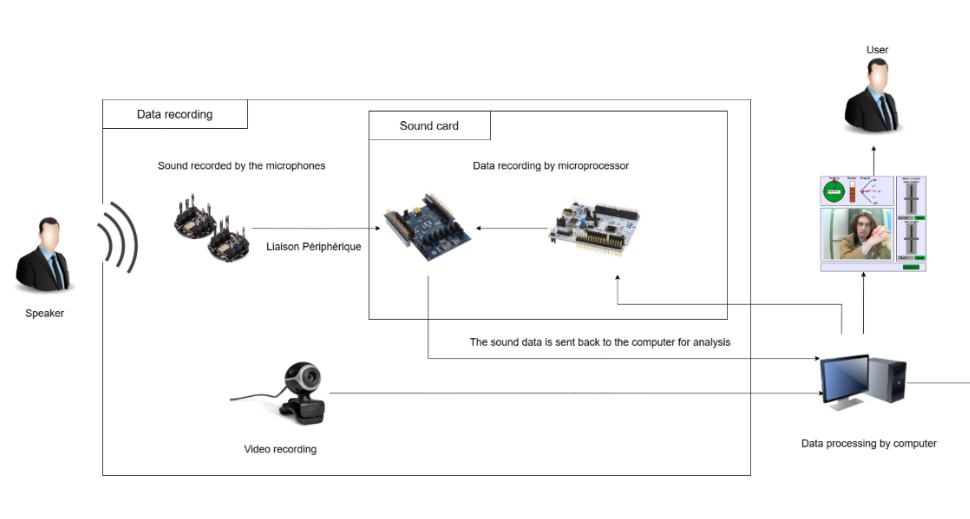 User
Data recording
Sound card
Sound recorded by the microphones
Data recording by microprocessor
Liaison Périphérique
Speaker
The sound data is sent back to the computer for analysis
Video recording
Data processing by computer